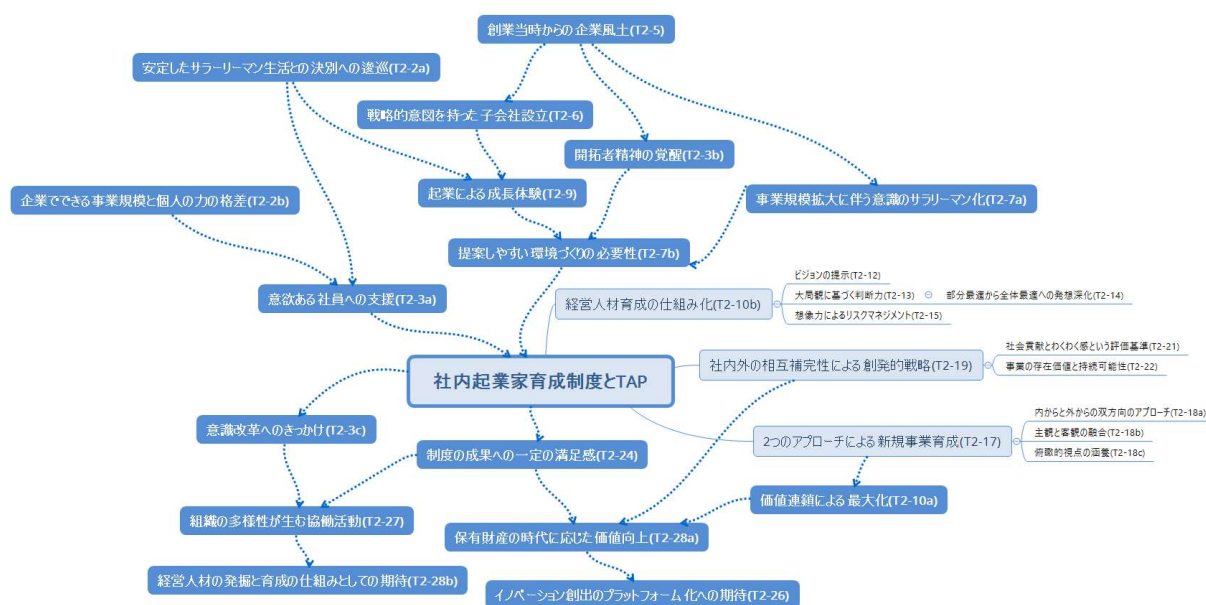 創業当時からの企業風土(T2-5)
安定したサラーリーマン生活との決別への逡巡(T2-2a)
戦略的意図を持った子会社設立(T2-6)
開拓者精神の覚醒(T2-3b)
起業による成長体験(T2-9)
企業でできる事業規模と個人の力の格差(T2-2b)
事業規模拡大に伴う意識のサラリーマン化(T2-7a)
提案しやすい環境づくりの必要性(T2-7b)
意欲ある社員への支援(T2-3a)
経営人材育成の仕組み化(T2-10b)
ビジョンの提示(T2-12)
大局観に基づく判断力(T2-13)
部分最適から全体最適への発想深化(T2-14)
想像力によるリスクマネジメント(T2-15)
社内起業家育成制度とTAP
社内外の相互補完性による創発的戦略(T2-19)
社会貢献とわくわく感という評価基準(T2-21)
事業の存在価値と持続可能性(T2-22)
2つのアプローチによる新規事業育成(T2-17)
内からと外からの双方向のアプローチ(T2-18a)
主観と客観の融合(T2-18b)
俯瞰的視点の涵養(T2-18c)
意識改革へのきっかけ(T2-3c)
制度の成果への一定の満足感(T2-24)
価値連鎖による最大化(T2-10a)
組織の多様性が生む協働活動(T2-27)
保有財産の時代に応じた価値向上(T2-28a)
経営人材の発掘と育成の仕組みとしての期待(T2-28b)
イノベーション創出のプラットフォーム化への期待(T2-26)